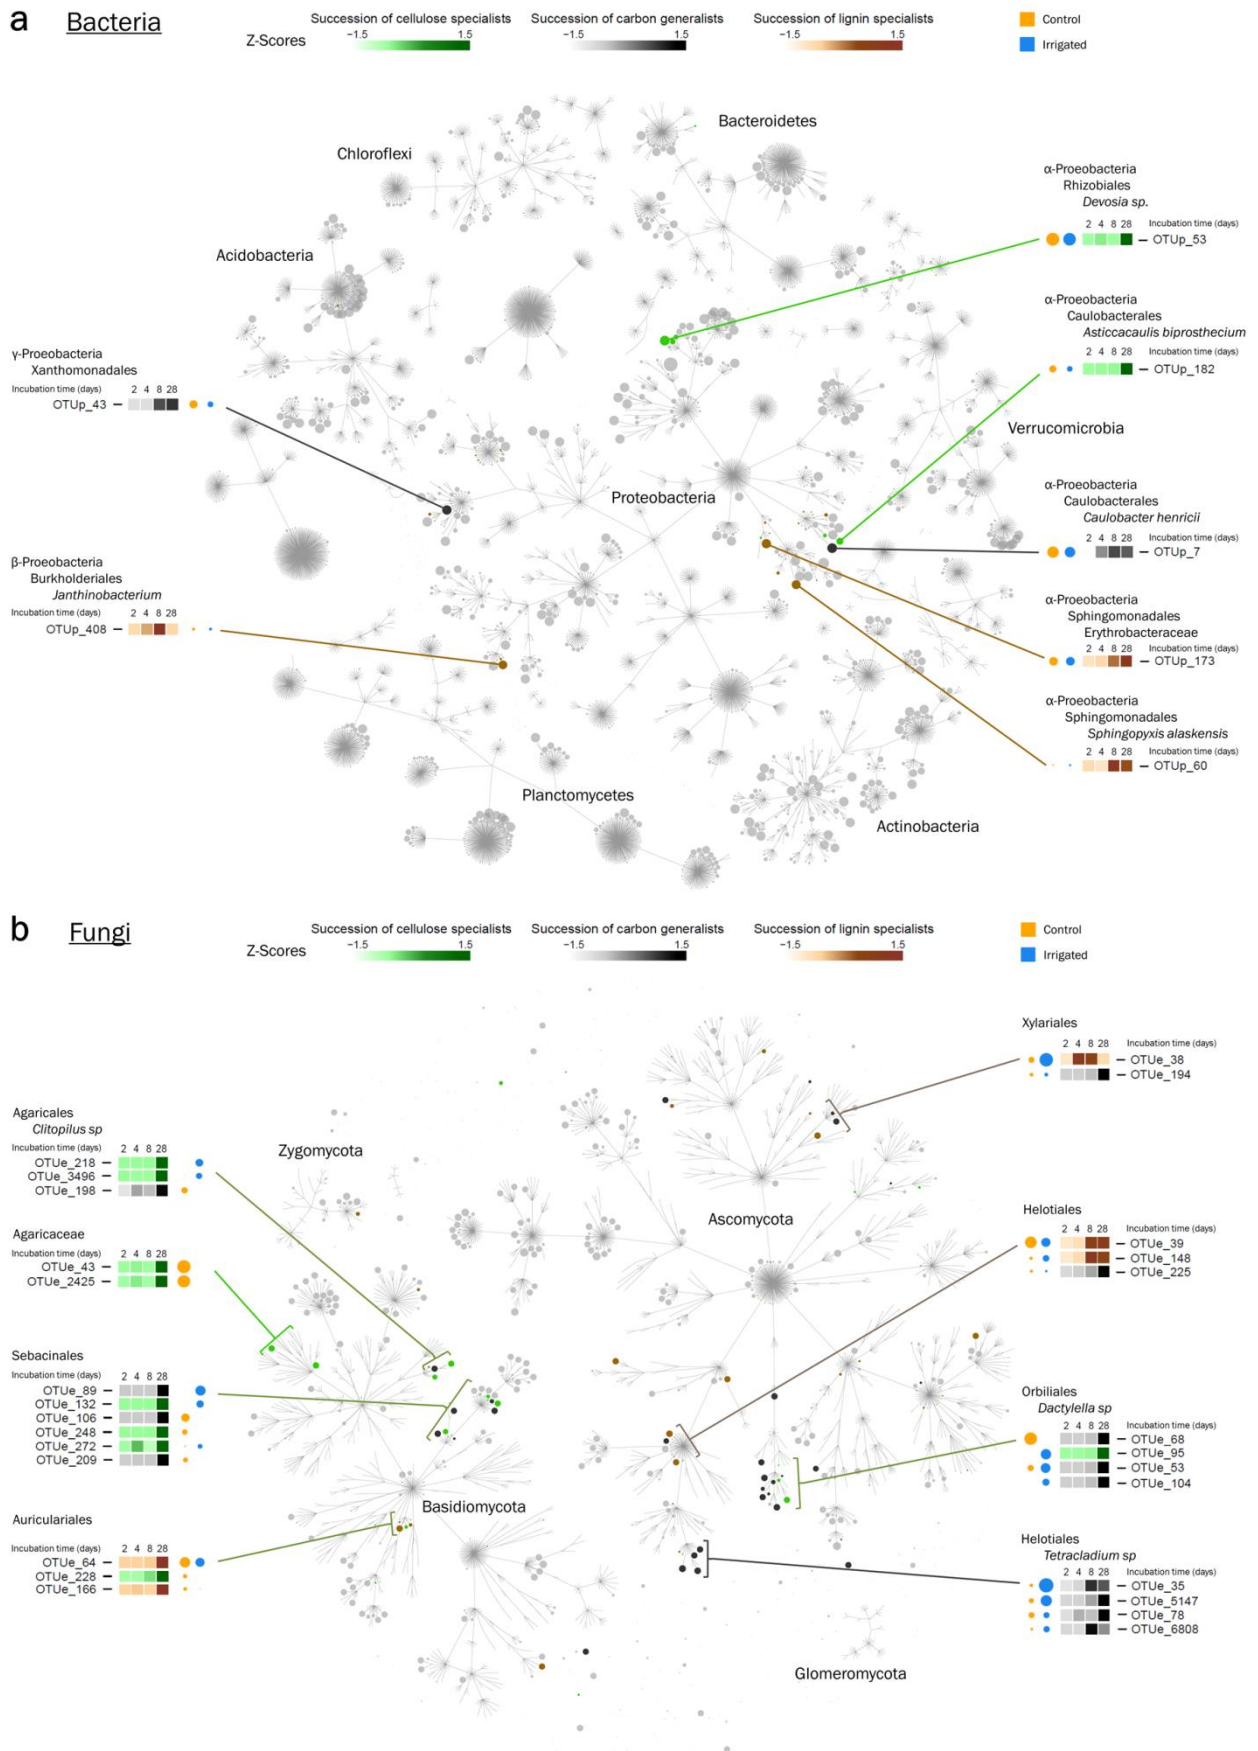 a Bacteria
Succession of cellulose specialists Succession of carbon generalists Succession of lignin specialists
Z-Scores −1.5 1.5 −1.5 1.5 −1.5 1.5
Control
Irrigated
Bacteroidetes
Chloroflexi
Acidobacteria
Verrucomicrobia
Proteobacteria
Planctomycetes
Actinobacteria
γ-Proeobacteria
Xanthomonadales
Incubation time (days) 2 4 8 28
OTUp_43
β-Proeobacteria
Burkholderiales
Janthinobacterium
Incubation time (days) 2 4 8 28
OTUp_408
α-Proeobacteria
Rhizobiales
Devosia sp.
2 4 8 28 Incubation time (days)
OTUp_53
α-Proeobacteria
Caulobacterales
Asticcacaulis biprosthecium
2 4 8 28 Incubation time (days)
OTUp_182
α-Proeobacteria
Caulobacterales
Caulobacter henricii
2 4 8 28 Incubation time (days)
OTUp_7
α-Proeobacteria
Sphingomonadales
Erythrobacteraceae
2 4 8 28 Incubation time (days)
OTUp_173
α-Proeobacteria
Sphingomonadales
Sphingopyxis alaskensis
2 4 8 28 Incubation time (days)
OTUp_60
b Fungi
Succession of cellulose specialists Succession of carbon generalists Succession of lignin specialists
Z-Scores −1.5 1.5 −1.5 1.5 −1.5 1.5
Control
Irrigated
Zygomycota
Ascomycota
Basidiomycota
Glomeromycota
Agaricales
Clitopilus sp
Incubation time (days) 2 4 8 28
OTUe_218
OTUe_3496
OTUe_198
Agaricaceae
Incubation time (days) 2 4 8 28
OTUe_43
OTUe_2425
Sebacinales
Incubation time (days) 2 4 8 28
OTUe_89
OTUe_132
OTUe_106
OTUe_248
OTUe_272
OTUe_209
Auriculariales
Incubation time (days) 2 4 8 28
OTUe_64
OTUe_228
OTUe_166
Xylariales
2 4 8 28 Incubation time (days)
OTUe_38
OTUe_194
Helotiales
2 4 8 28 Incubation time (days)
OTUe_39
OTUe_148
OTUe_225
Orbiliales
Dactylella sp
2 4 8 28 Incubation time (days)
OTUe_68
OTUe_95
OTUe_53
OTUe_104
Helotiales
Tetracladium sp
2 4 8 28 Incubation time (days)
OTUe_35
OTUe_5147
OTUe_78
OTUe_6808